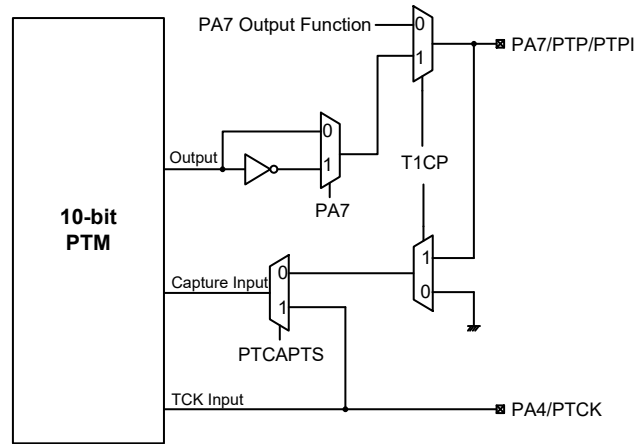 PA7 Output Function
0
1
PA7/PTP/PTPI
Output
0
1
T1CP
PA7
10-bit
PTM
Capture Input
0
1
1
0
PTCAPTS
TCK Input
PA4/PTCK